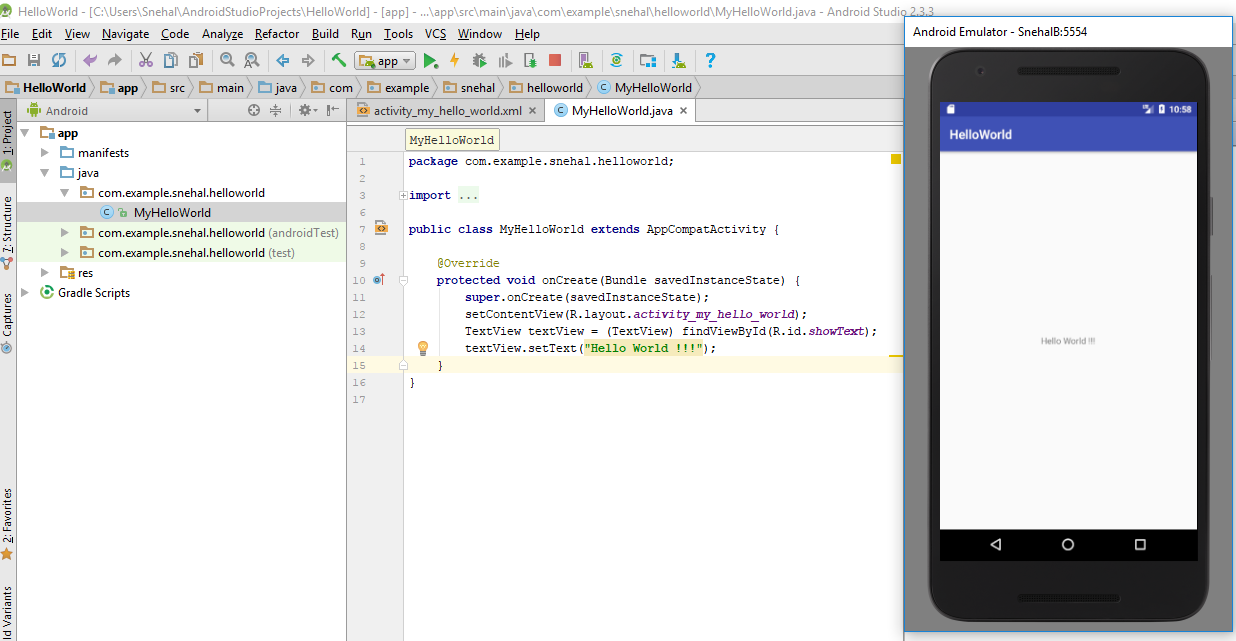 HelloWorld - [C:\Users\Snehal\AndroidStudioProjects\HelloWorld] - [app] - ...\app\src\main\java\com\example\snehal\helloworld\MyHelloWorld.java - Android Studio 2.3.3
File Edit View Navigate Code Analyze Refactor Build Run Tools VCS Window Help
app
HelloWorld app src main java com example snehal helloworld MyHelloWorld
Android
activity_my_hello_world.xml MyHelloWorld.java
1: Project
7: Structure
Captures
2: Favorites
ld Variants
app
manifests
java
com.example.snehal.helloworld
MyHelloWorld
com.example.snehal.helloworld (androidTest)
com.example.snehal.helloworld (test)
res
Gradle Scripts
MyHelloWorld
1 package com.example.snehal.helloworld;
2
3 import ...
6
7 public class MyHelloWorld extends AppCompatActivity {
8
9 @Override
10 protected void onCreate(Bundle savedInstanceState) {
11 super.onCreate(savedInstanceState);
12 setContentView(R.layout.activity_my_hello_world);
13 TextView textView = (TextView) findViewById(R.id.showText);
14 textView.setText("Hello World !!!");
15 }
16 }
17
Android Emulator - SnehalB:5554
10:58
HelloWorld
Hello World !!!